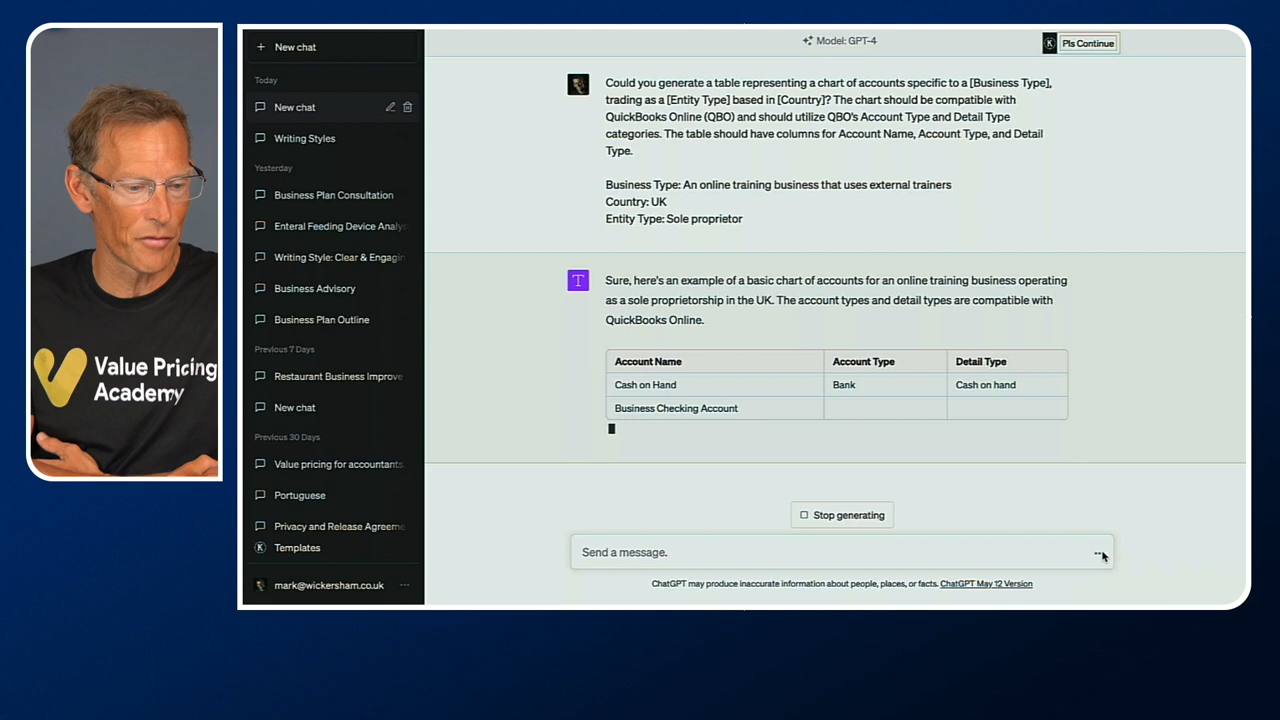 Value Pricing
Academy
New chat
Today
New chat
Writing Styles
Yesterday
Business Plan Consultation
Enteral Feeding Device Analys
Writing Style: Clear & Engagin
Business Advisory
Business Plan Outline
Previous 7 Days
Restaurant Business Improve
New chat
Previous 30 Days
Value pricing for accountants
Portuguese
Privacy and Release Agreeme
Templates
mark@wickersham.co.uk
Model: GPT-4
K Pls Continue
Could you generate a table representing a chart of accounts specific to a [Business Type],
trading as a [Entity Type] based in [Country]? The chart should be compatible with
QuickBooks Online (QBO) and should utilize QBO's Account Type and Detail Type
categories. The table should have columns for Account Name, Account Type, and Detail
Type.
Business Type: An online training business that uses external trainers
Country: UK
Entity Type: Sole proprietor
T
Sure, here's an example of a basic chart of accounts for an online training business operating
as a sole proprietorship in the UK. The account types and detail types are compatible with
QuickBooks Online.
Account Name Account Type Detail Type
Cash on Hand Bank Cash on hand
Business Checking Account
Stop generating
Send a message.
ChatGPT may produce inaccurate information about people, places, or facts. ChatGPT May 12 Version